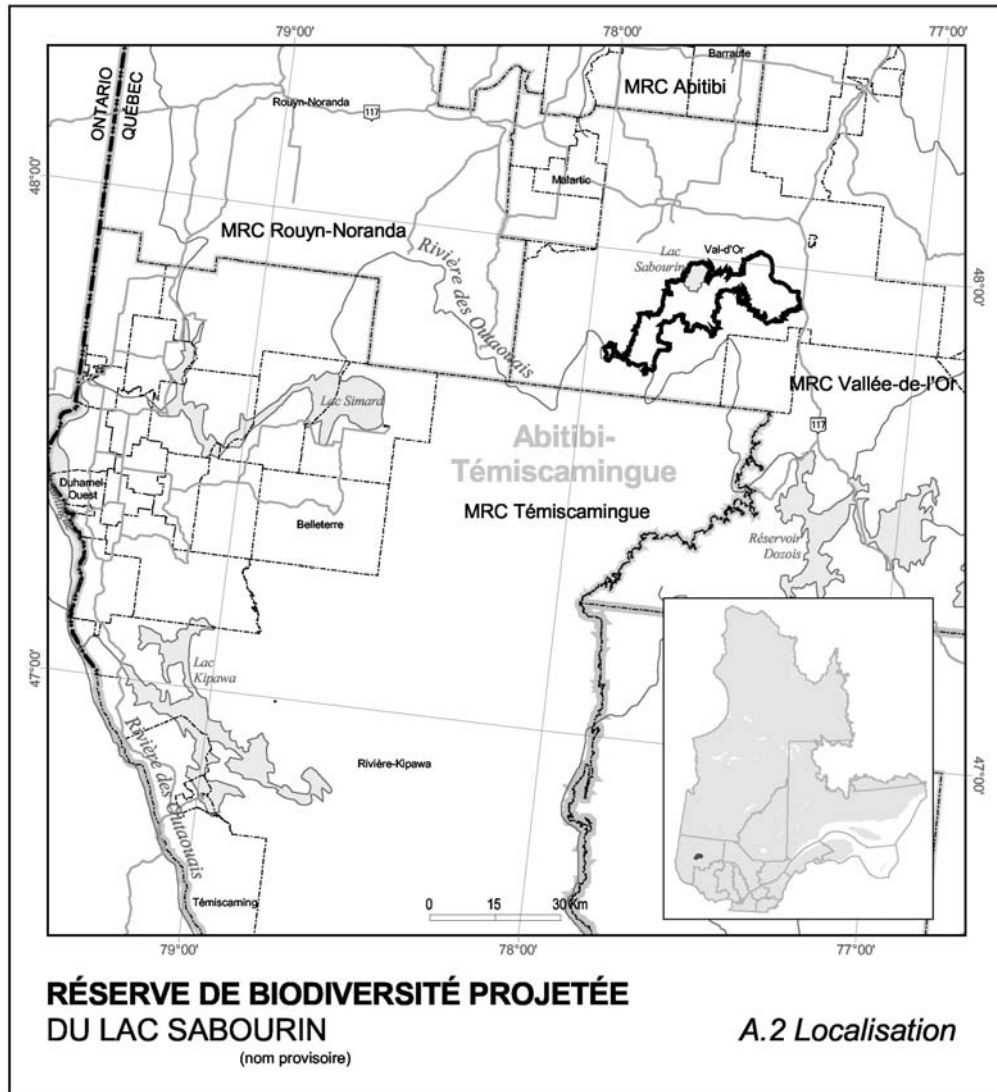 79°00'
78°00'
77°00'
Barraute
MRC Abitibi
ONTARIO
QUÉBEC
Rouyn-Noranda
117
48°00'
Malartic
MRC Rouyn-Noranda
Rivière des Outaouais
Lac
Sabourin
Val-d'Or
48°00'
MRC Vallée-de-l'Or
Lac Simard
117
Abitibi-
Témiscamingue
Duhamel-
Ouest
Belleterre
MRC Témiscamingue
Réservoir
Dozois
47°00'
Lac
Kipawa
Rivière des Outaouais
Rivière-Kipawa
47°00'
Témiscaming
0 15 30 Km
79°00'
78°00'
77°00'
RÉSERVE DE BIODIVERSITÉ PROJETÉE
DU LAC SABOURIN
(nom provisoire)
A.2 Localisation